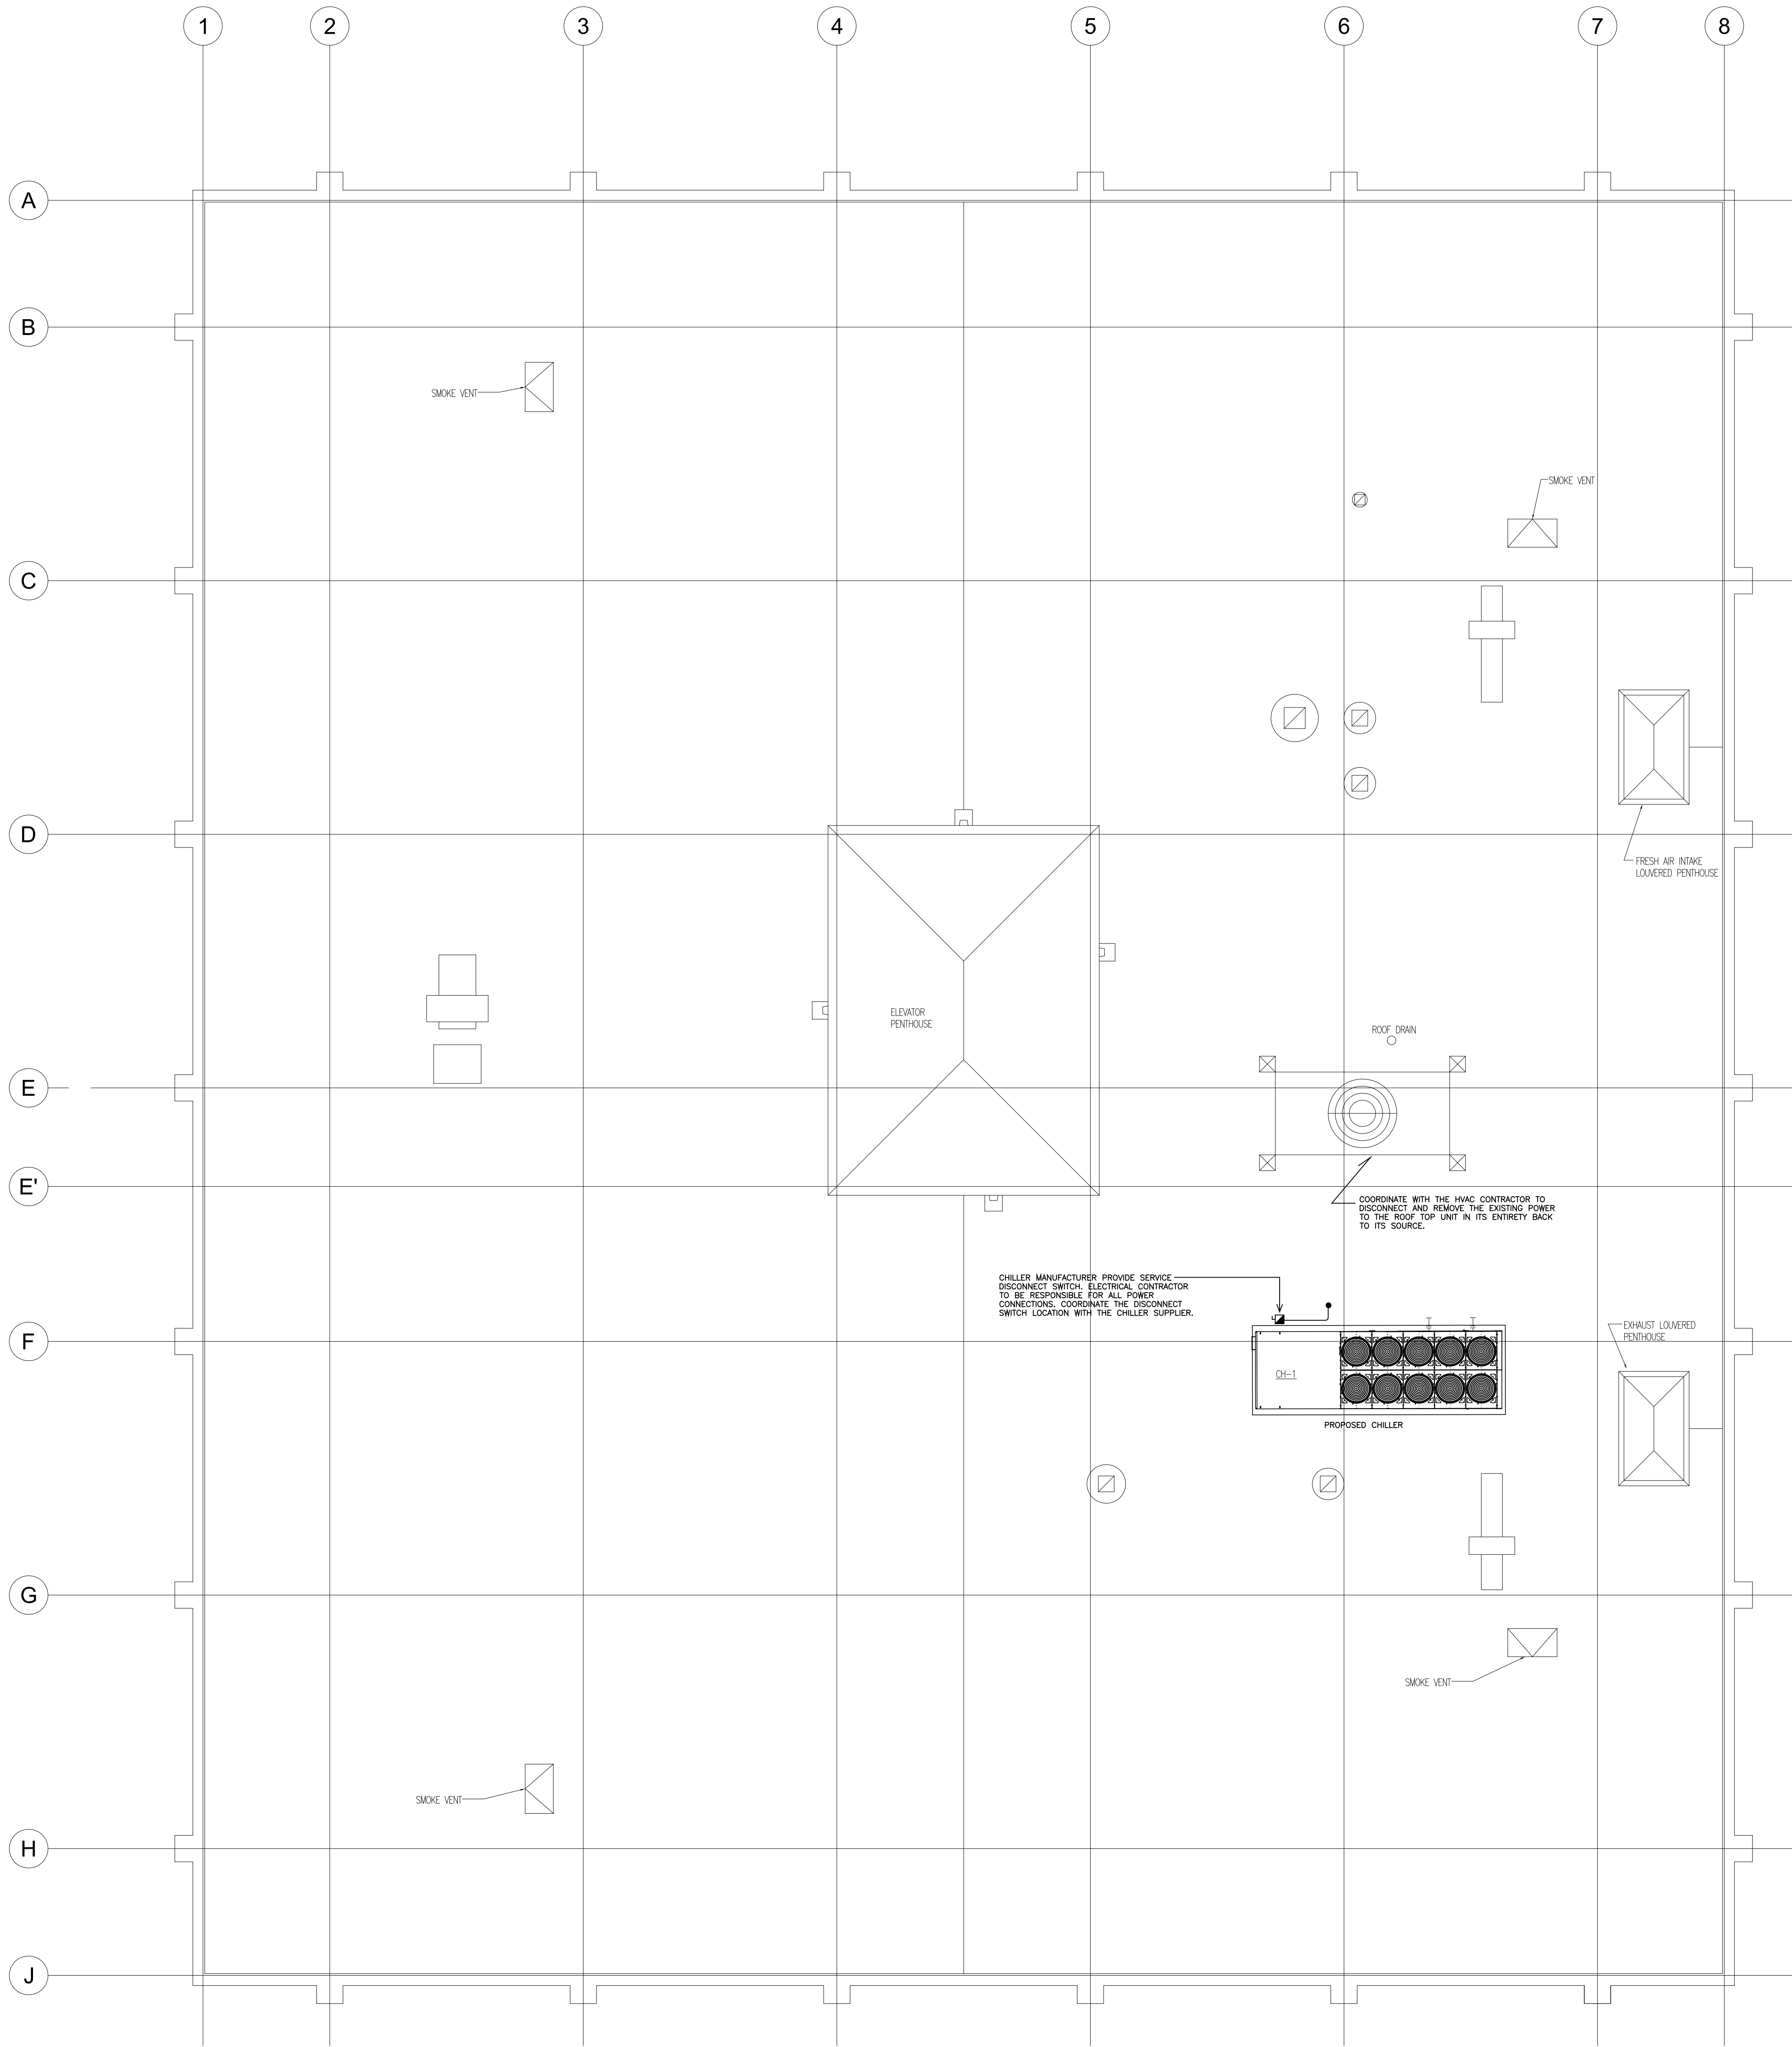 1 2 3 4 5 6 7 8
A
B
SMOKE VENT
SMOKE VENT
C
D
FRESH AIR INTAKE
LOUVERED PENTHOUSE
ELEVATOR
PENTHOUSE
ROOF DRAIN
E
E'
COORDINATE WITH THE HVAC CONTRACTOR TO
DISCONNECT AND REMOVE THE EXISTING POWER
TO THE ROOF TOP UNIT IN ITS ENTIRETY BACK
TO ITS SOURCE.
CHILLER MANUFACTURER PROVIDE SERVICE
DISCONNECT SWITCH. ELECTRICAL CONTRACTOR
TO BE RESPONSIBLE FOR ALL POWER
CONNECTIONS. COORDINATE THE DISCONNECT
SWITCH LOCATION WITH THE CHILLER SUPPLIER.
F
EXHAUST LOUVERED
PENTHOUSE
CH-1
PROPOSED CHILLER
G
SMOKE VENT
SMOKE VENT
H
J